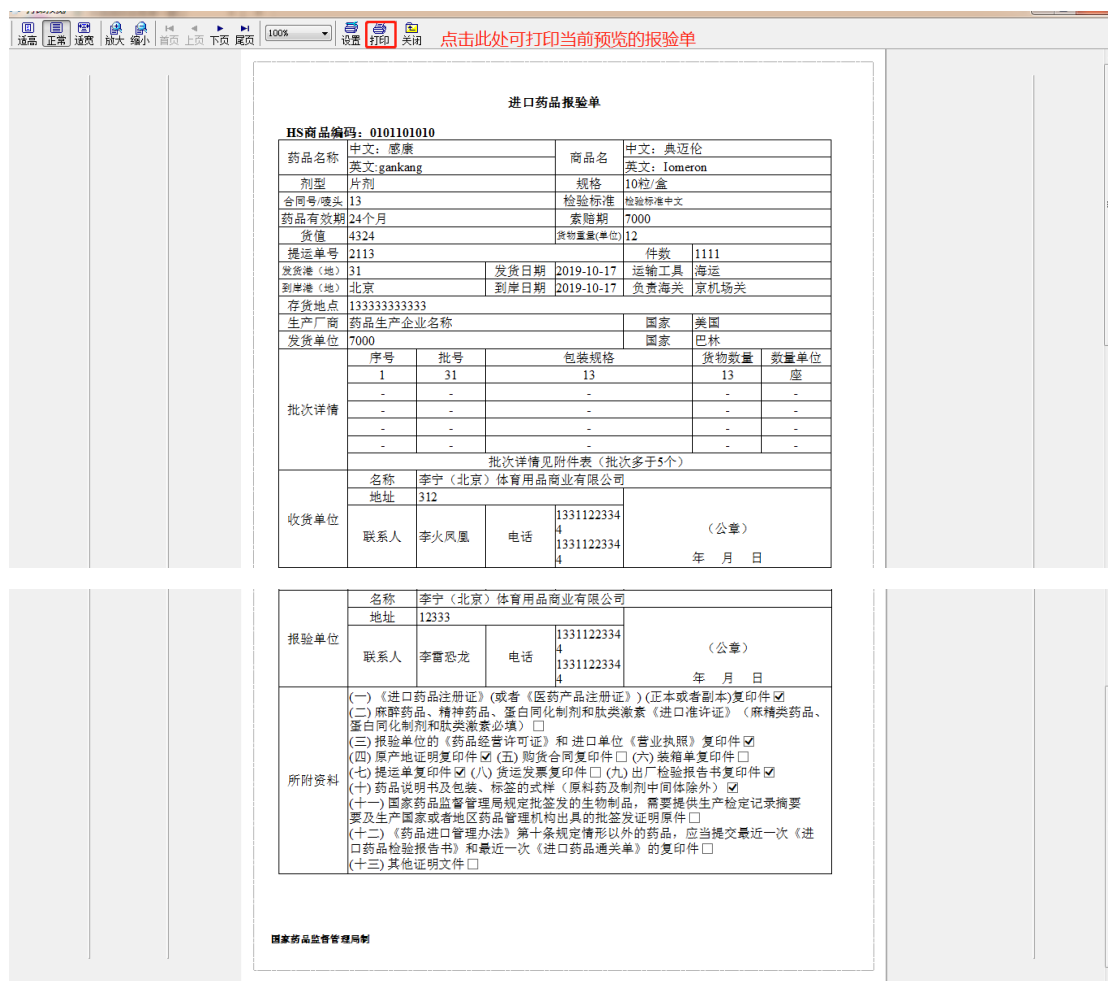 适高 正常 适宽 放大 缩小 首页 上页 下页 尾页 100% 设置 打印 关闭 点击此处可打印当前预览的报验单
进口药品报验单
HS商品编码：0101101010
药品名称 中文：感康 商品名 中文：典迈伦
英文:gankang 英文：Iomeron
剂型 片剂 规格 10粒/盒
合同号/唛头 13 检验标准 检验标准中文
药品有效期 24个月 索赔期 7000
货值 4324 货物重量(单位) 12
提运单号 2113 件数 1111
发货港（地） 31 发货日期 2019-10-17 运输工具 海运
到岸港（地） 北京 到岸日期 2019-10-17 负责海关 京机场关
存货地点 133333333333
生产厂商 药品生产企业名称 国家 美国
发货单位 7000 国家 巴林
批次详情 序号 批号 包装规格 货物数量 数量单位
1 31 13 13 座
- - - - -
- - - - -
- - - - -
- - - - -
批次详情见附件表（批次多于5个）
收货单位 名称 李宁（北京）体育用品商业有限公司
地址 312
联系人 李火凤凰 电话 1331122334
4
1331122334
4
（公章）
年 月 日
报验单位 名称 李宁（北京）体育用品商业有限公司
地址 12333
联系人 李雷恐龙 电话 1331122334
4
1331122334
4
（公章）
年 月 日
所附资料
(一) 《进口药品注册证》(或者《医药产品注册证》) (正本或者副本)复印件☑
(二) 麻醉药品、精神药品、蛋白同化制剂和肽类激素《进口准许证》（麻精类药品、
蛋白同化制剂和肽类激素必填）☐
(三) 报验单位的《药品经营许可证》和 进口单位《营业执照》复印件☑
(四) 原产地证明复印件☑ (五) 购货合同复印件☐ (六) 装箱单复印件☐
(七) 提运单复印件☑ (八) 货运发票复印件☐ (九) 出厂检验报告书复印件☑
(十) 药品说明书及包装、标签的式样（原料药及制剂中间体除外）☑
(十一) 国家药品监督管理局规定批签发的生物制品，需要提供生产检定记录摘要
要及生产国家或者地区药品管理机构出具的批签发证明原件☐
(十二) 《药品进口管理办法》第十条规定情形以外的药品，应当提交最近一次《进
口药品检验报告书》和最近一次《进口药品通关单》的复印件☐
(十三) 其他证明文件☐
国家药品监督管理局制